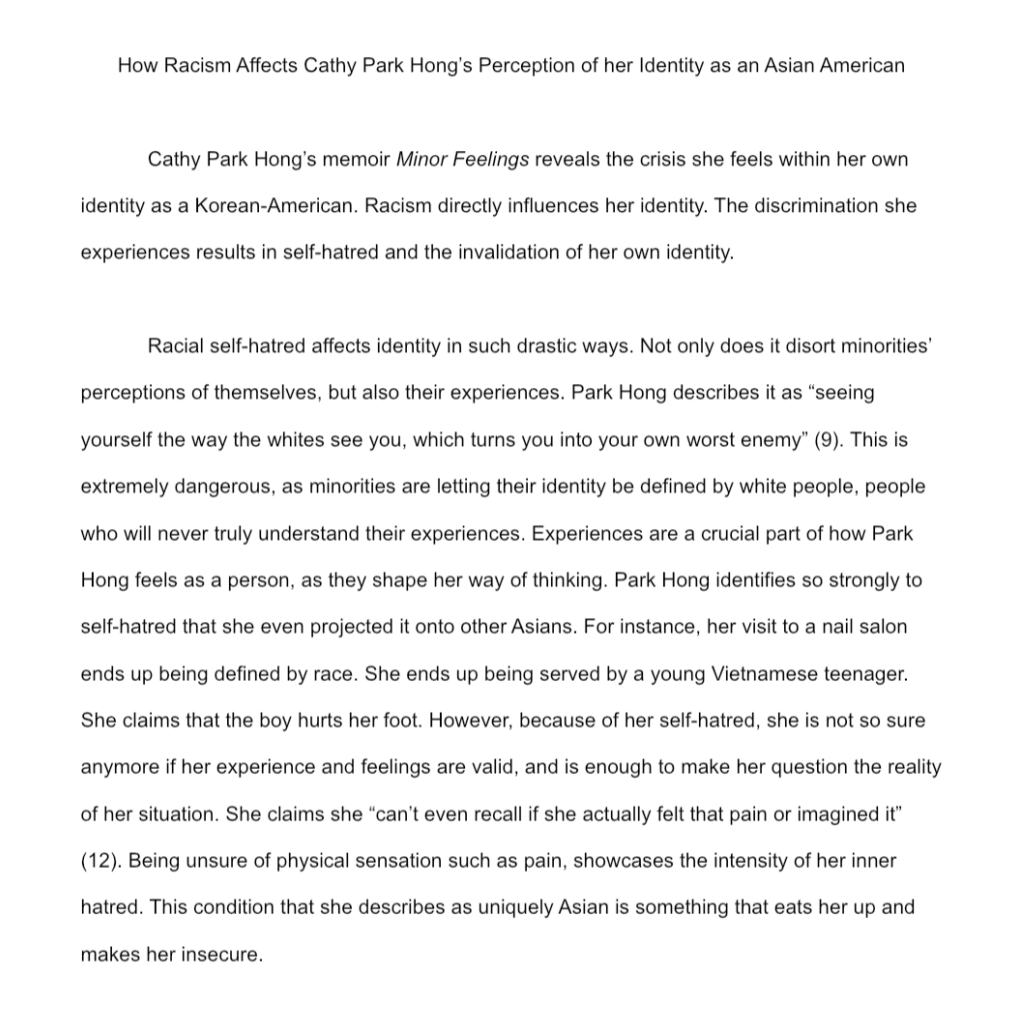 How Racism Affects Cathy Park Hong’s Perception of her Identity as an Asian American
Cathy Park Hong’s memoir Minor Feelings reveals the crisis she feels within her own
identity as a Korean-American. Racism directly influences her identity. The discrimination she
experiences results in self-hatred and the invalidation of her own identity.
Racial self-hatred affects identity in such drastic ways. Not only does it disort minorities’
perceptions of themselves, but also their experiences. Park Hong describes it as “seeing
yourself the way the whites see you, which turns you into your own worst enemy” (9). This is
extremely dangerous, as minorities are letting their identity be defined by white people, people
who will never truly understand their experiences. Experiences are a crucial part of how Park
Hong feels as a person, as they shape her way of thinking. Park Hong identifies so strongly to
self-hatred that she even projected it onto other Asians. For instance, her visit to a nail salon
ends up being defined by race. She ends up being served by a young Vietnamese teenager.
She claims that the boy hurts her foot. However, because of her self-hatred, she is not so sure
anymore if her experience and feelings are valid, and is enough to make her question the reality
of her situation. She claims she “can’t even recall if she actually felt that pain or imagined it”
(12). Being unsure of physical sensation such as pain, showcases the intensity of her inner
hatred. This condition that she describes as uniquely Asian is something that eats her up and
makes her insecure.